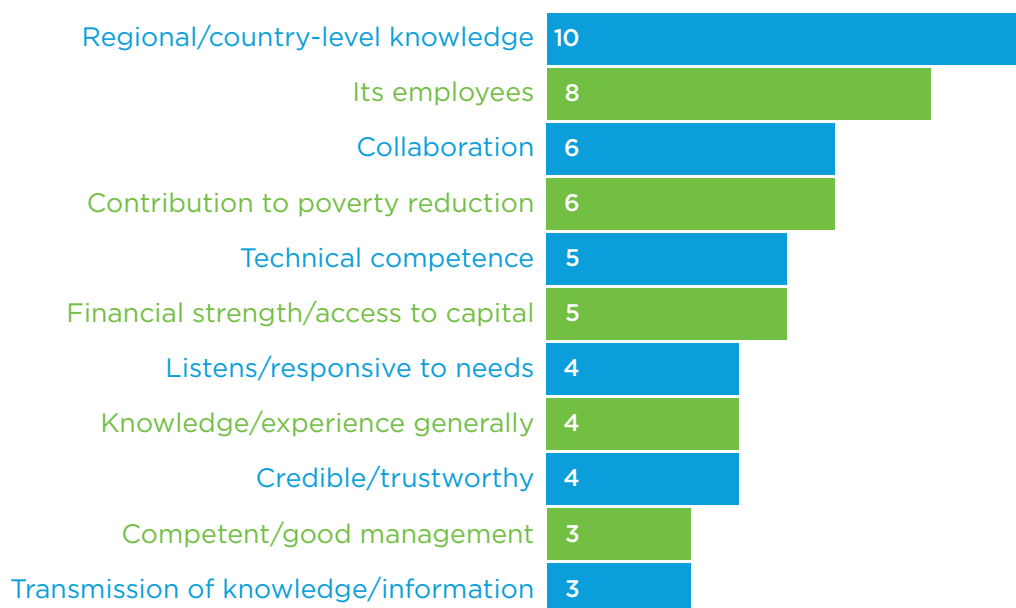 Regional/country-level knowledge 10
Its employees 8
Collaboration 6
Contribution to poverty reduction 6
Technical competence 5
Financial strength/access to capital 5
Listens/responsive to needs 4
Knowledge/experience generally 4
Credible/trustworthy 4
Competent/good management 3
Transmission of knowledge/information 3